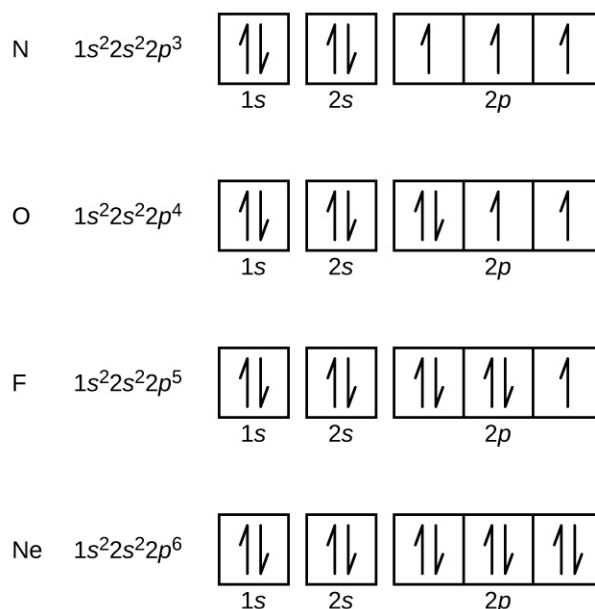 N 1s²2s²2p³
1s 2s 2p
O 1s²2s²2p⁴
1s 2s 2p
F 1s²2s²2p⁵
1s 2s 2p
Ne 1s²2s²2p⁶
1s 2s 2p